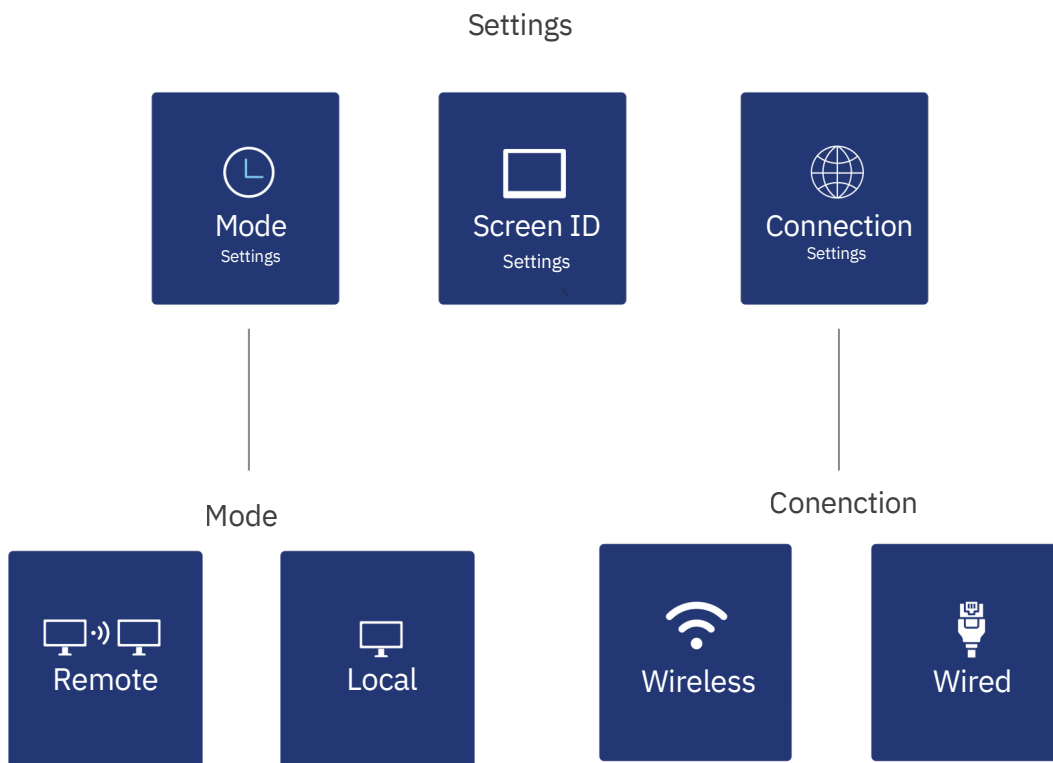 Settings
Mode
Settings
Screen ID
Settings
Connection
Settings
Mode
Remote
Local
Conenction
Wireless
Wired